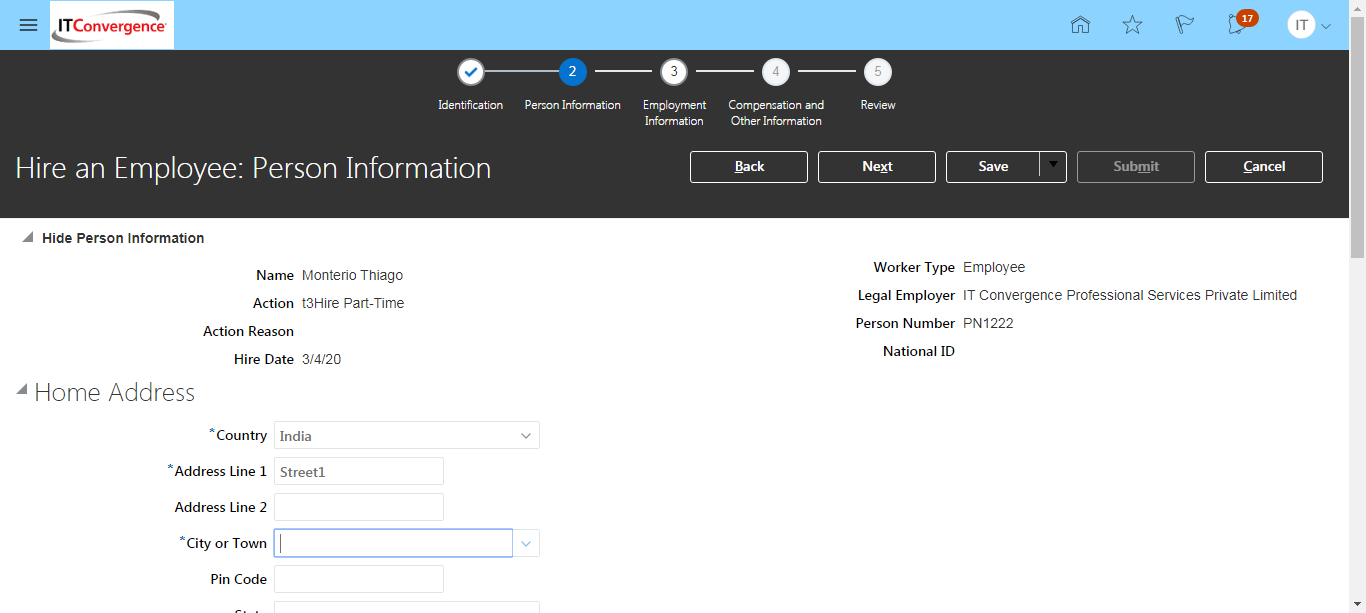 ITConvergence
17
IT
2
3
4
5
Identification
Person Information
Employment Information
Compensation and Other Information
Review
Hire an Employee: Person Information
Back
Next
Save
Submit
Cancel
Hide Person Information
Name Monterio Thiago
Action t3Hire Part-Time
Action Reason
Hire Date 3/4/20
Worker Type Employee
Legal Employer IT Convergence Professional Services Private Limited
Person Number PN1222
National ID
Home Address
*Country India
*Address Line 1 Street1
Address Line 2
*City or Town
Pin Code